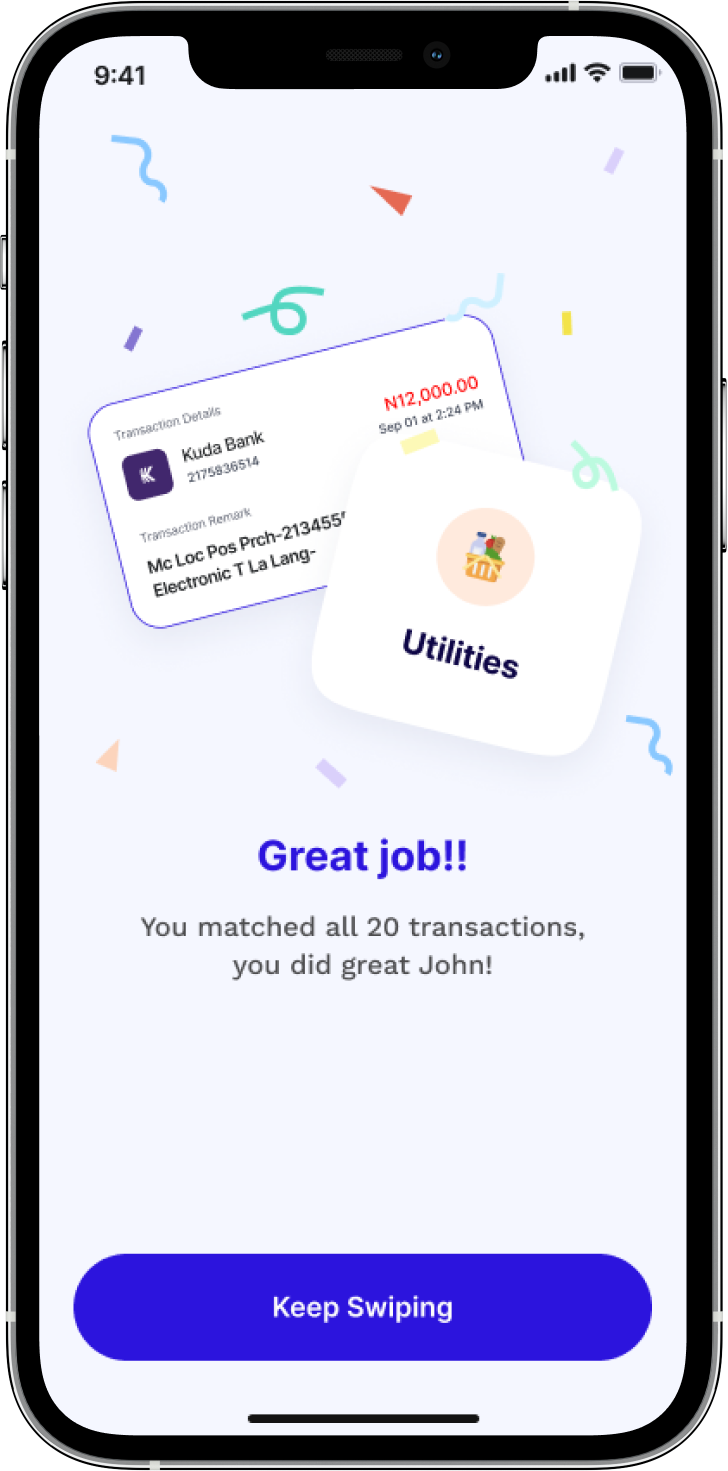 9:41
Transaction Details
N12,000.00
Sep 01 at 2:24 PM
Kuda Bank
2175836514
Transaction Remark
Mc Loc Pos Prch-213455
Electronic T La Lang-
Utilities
Great job!!
You matched all 20 transactions,
you did great John!
Keep Swiping